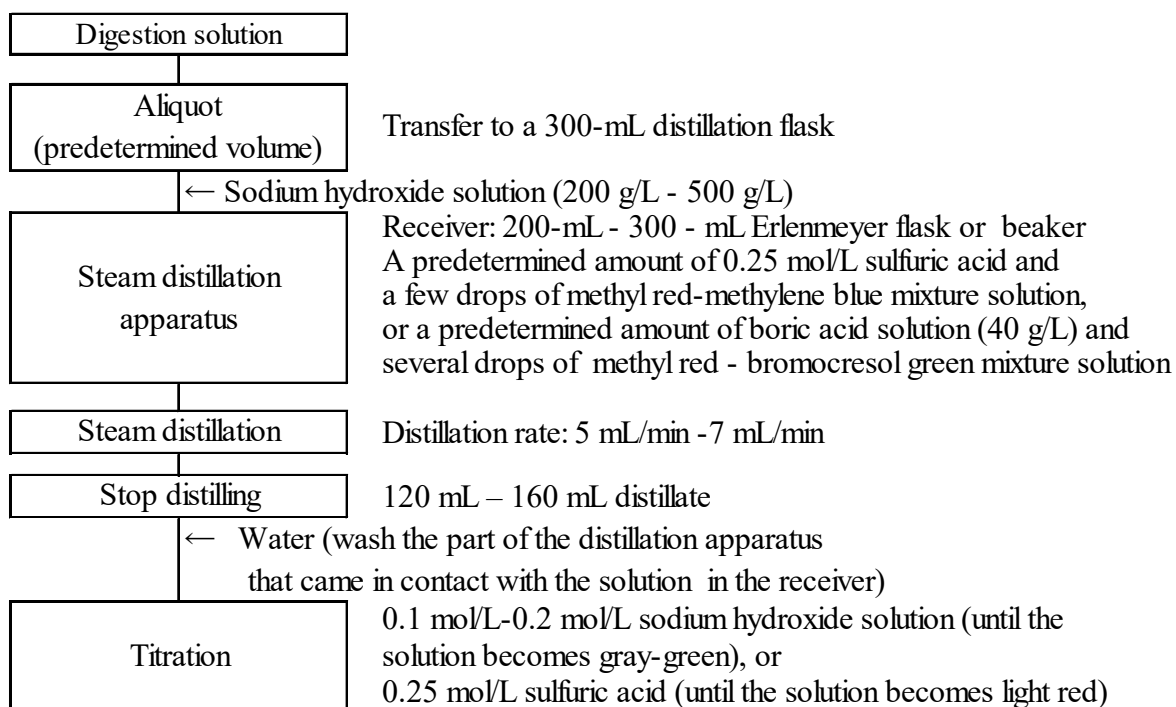 Digestion solution
Aliquot
(predetermined volume)
Transfer to a 300-mL distillation flask
← Sodium hydroxide solution (200 g/L - 500 g/L)
Steam distillation
apparatus
Receiver: 200-mL - 300 - mL Erlenmeyer flask or beaker
A predetermined amount of 0.25 mol/L sulfuric acid and
a few drops of methyl red-methylene blue mixture solution,
or a predetermined amount of boric acid solution (40 g/L) and
several drops of methyl red - bromocresol green mixture solution
Steam distillation
Distillation rate: 5 mL/min -7 mL/min
Stop distilling
120 mL – 160 mL distillate
← Water (wash the part of the distillation apparatus
that came in contact with the solution in the receiver)
Titration
0.1 mol/L-0.2 mol/L sodium hydroxide solution (until the
solution becomes gray-green), or
0.25 mol/L sulfuric acid (until the solution becomes light red)